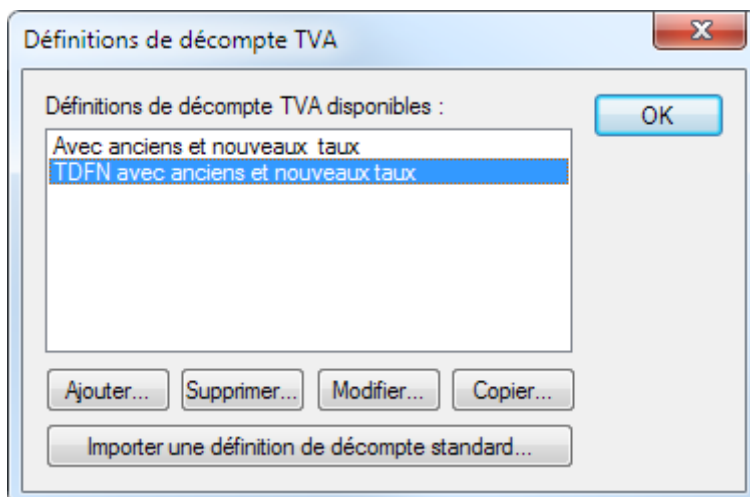 Définitions de décompte TVA
Définitions de décompte TVA disponibles :
OK
Avec anciens et nouveaux taux
TDFN avec anciens et nouveaux taux
Ajouter... Supprimer... Modifier... Copier...
Importer une définition de décompte standard...